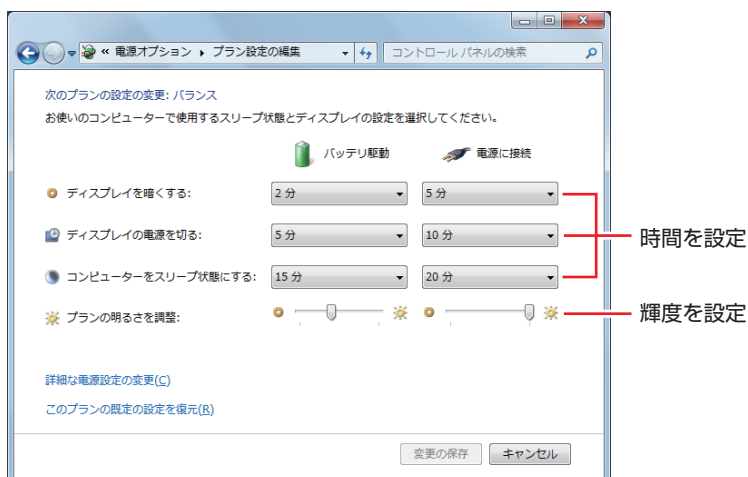 « 電源オプション ▸ プラン設定の編集
コントロール パネルの検索
次のプランの設定の変更: バランス
お使いのコンピューターで使用するスリープ状態とディスプレイの設定を選択してください。
バッテリ駆動 電源に接続
ディスプレイを暗くする: 2 分 5 分
ディスプレイの電源を切る: 5 分 10 分
時間を設定
コンピューターをスリープ状態にする: 15 分 20 分
プランの明るさを調整:
輝度を設定
詳細な電源設定の変更(C)
このプランの既定の設定を復元(R)
変更の保存 キャンセル